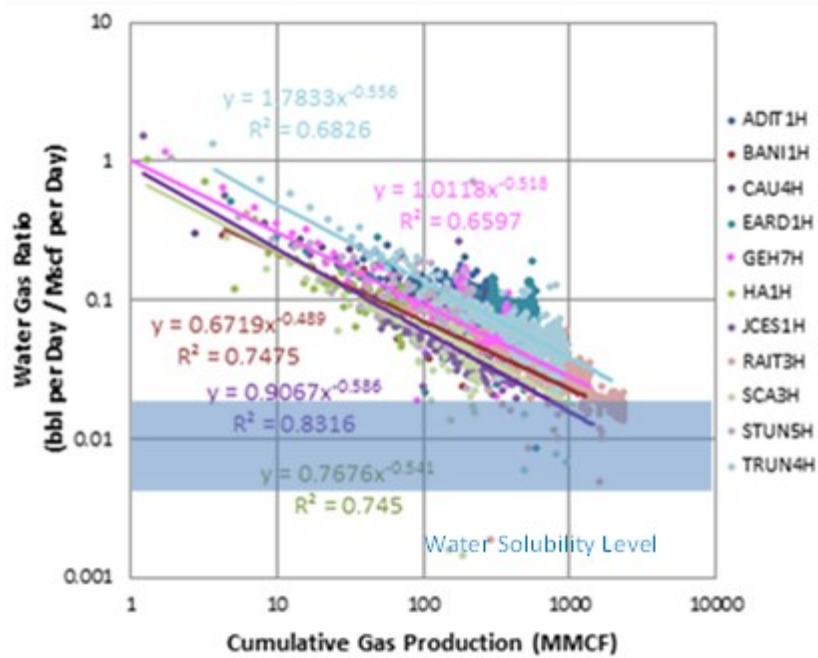 10
1
0.1
0.01
0.001
Water Gas Ratio
(bbl per Day / Mscf per Day)
y = 1.7833x^-0.556
R² = 0.6826
y = 1.0118x^-0.518
R² = 0.6597
y = 0.6719x^-0.489
R² = 0.7475
y = 0.9067x^-0.586
R² = 0.8316
y = 0.7676x^-0.541
R² = 0.745
Water Solubility Level
1 10 100 1000 10000
Cumulative Gas Production (MMCF)
ADIT1H
BANI1H
CAU4H
EARD1H
GEH7H
HA1H
JCES1H
RAIT3H
SCA3H
STUN5H
TRUN4H